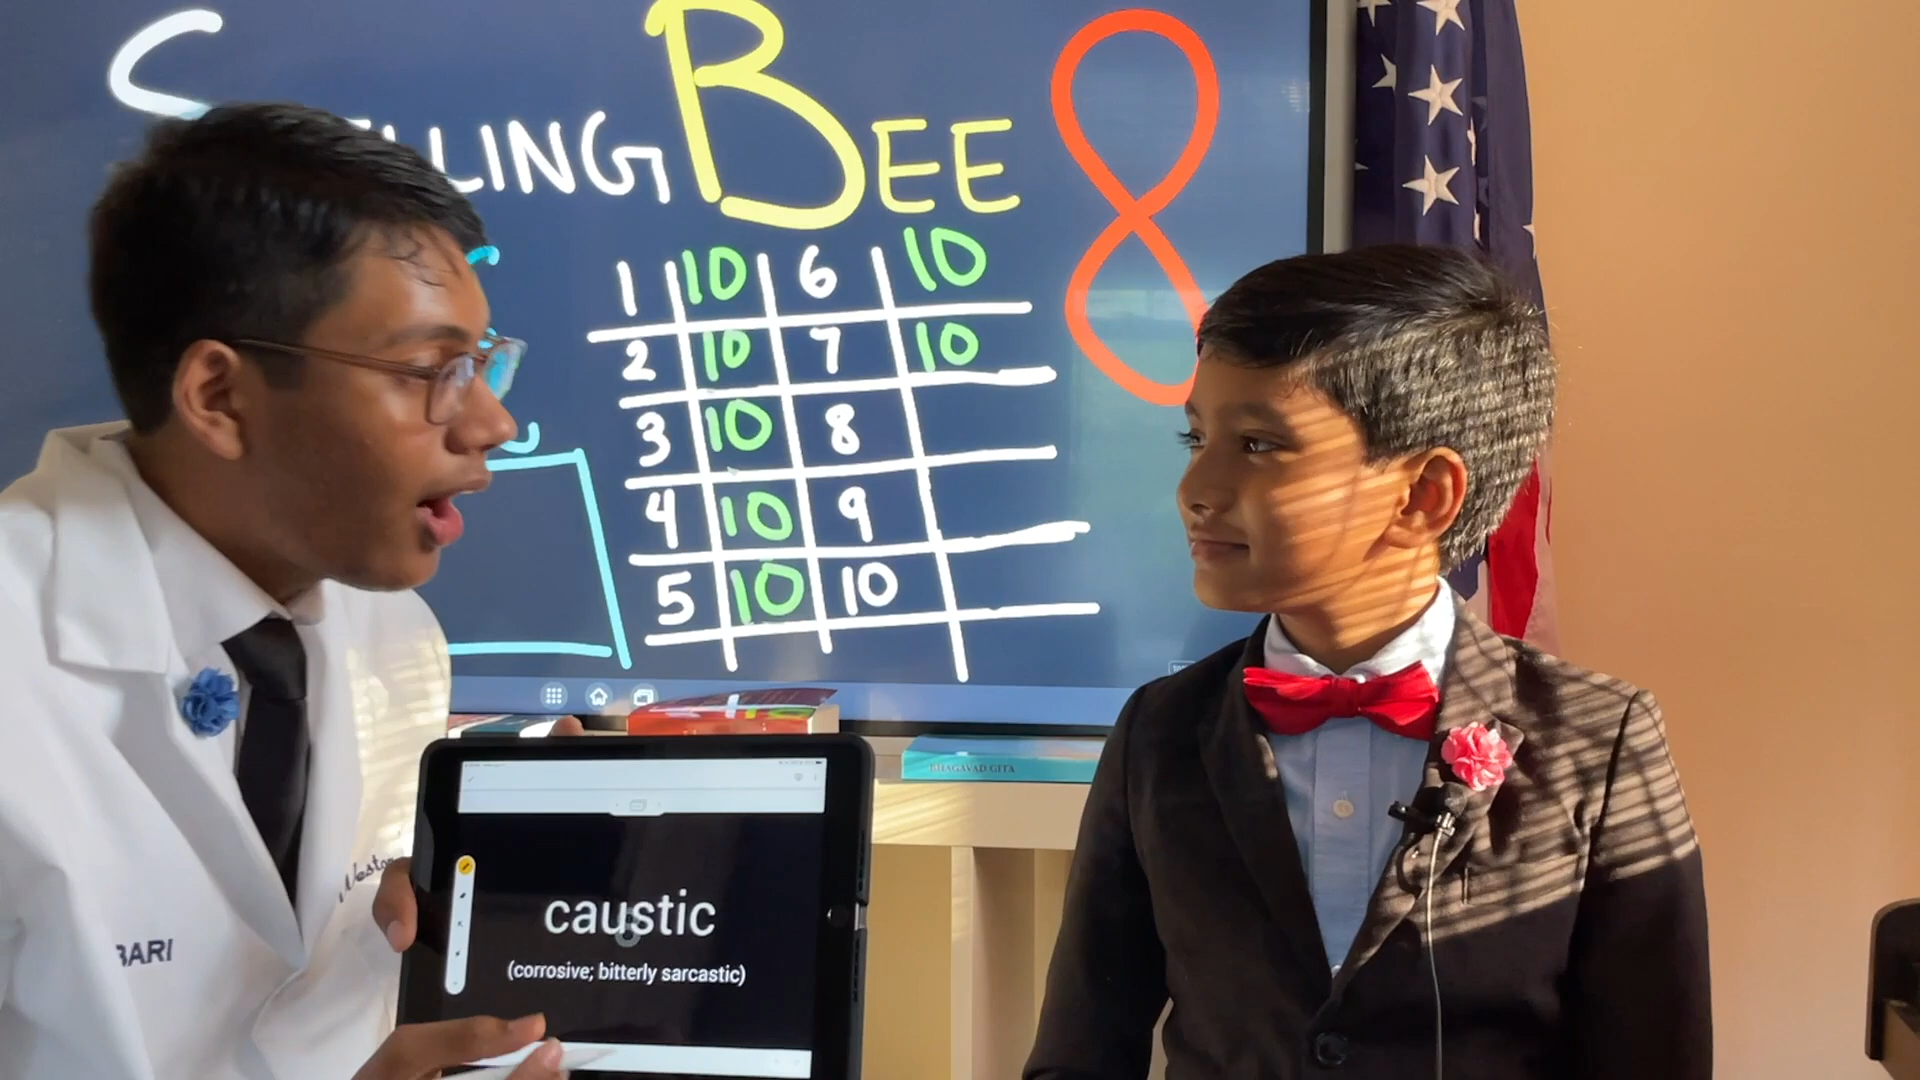 S LLING BEE 8
1 10 6 10
2 10 7 10
3 10 8
4 10 9
5 10 10
BHAGAVAD GITA
caustic
(corrosive; bitterly sarcastic)
Weston
BARI